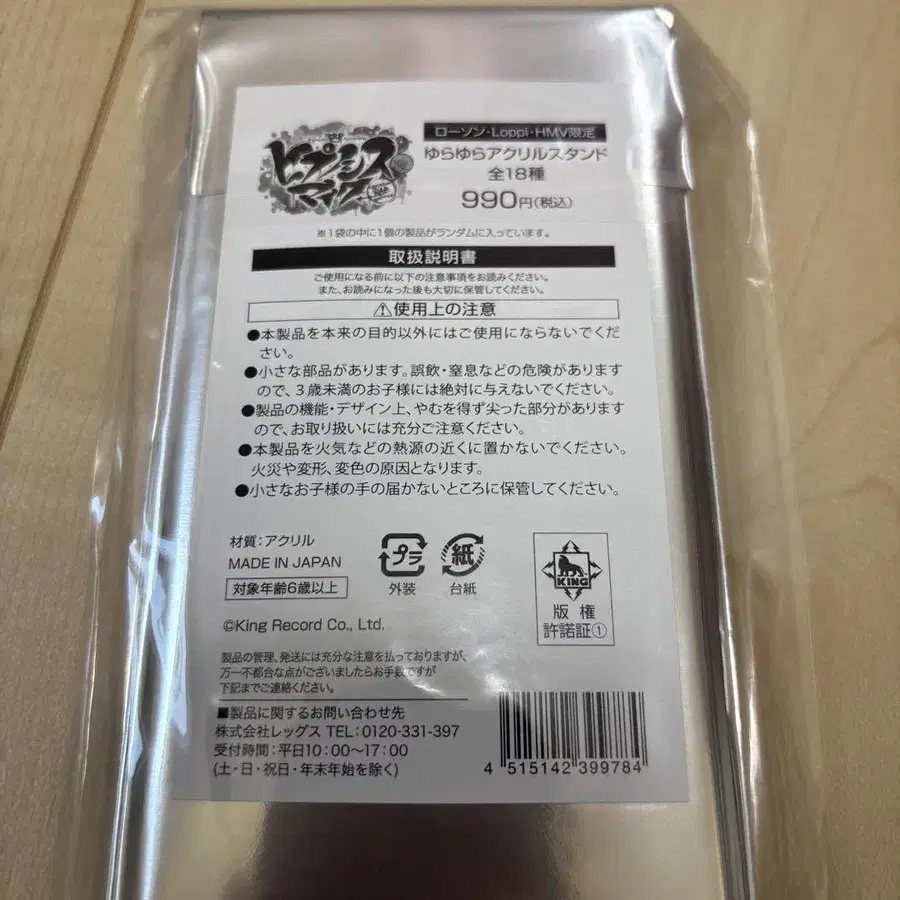 ヒプノシス
マイク
ローソン・Loppi・HMV限定
ゆらゆらアクリルスタンド
全18種
990円(税込)
※1袋の中に1個の製品がランダムに入っています。
取扱説明書
ご使用になる前に以下の注意事項をお読みください。
また、お読みになった後も大切に保管してください。
⚠使用上の注意
●本製品を本来の目的以外にはご使用にならないでくだ
さい。
●小さな部品があります。誤飲・窒息などの危険があります
ので、3歳未満のお子様には絶対に与えないでください。
●製品の機能・デザイン上、やむを得ず尖った部分があります
ので、お取り扱いには充分ご注意ください。
●本製品を火気などの熱源の近くに置かないでください。
火災や変形、変色の原因となります。
●小さなお子様の手の届かないところに保管してください。
材質：アクリル
MADE IN JAPAN
対象年齢6歳以上
プラ
外装
紙
台紙
KING
版権
許諾証①
©King Record Co., Ltd.
製品の管理、発送には充分な注意を払っておりますが、
万一不都合な点がございましたらお手数ですが
下記までご連絡ください。
■製品に関するお問い合わせ先
株式会社レッグス TEL：0120-331-397
受付時間：平日10：00〜17：00
(土・日・祝日・年末年始を除く)
4 515142 399784